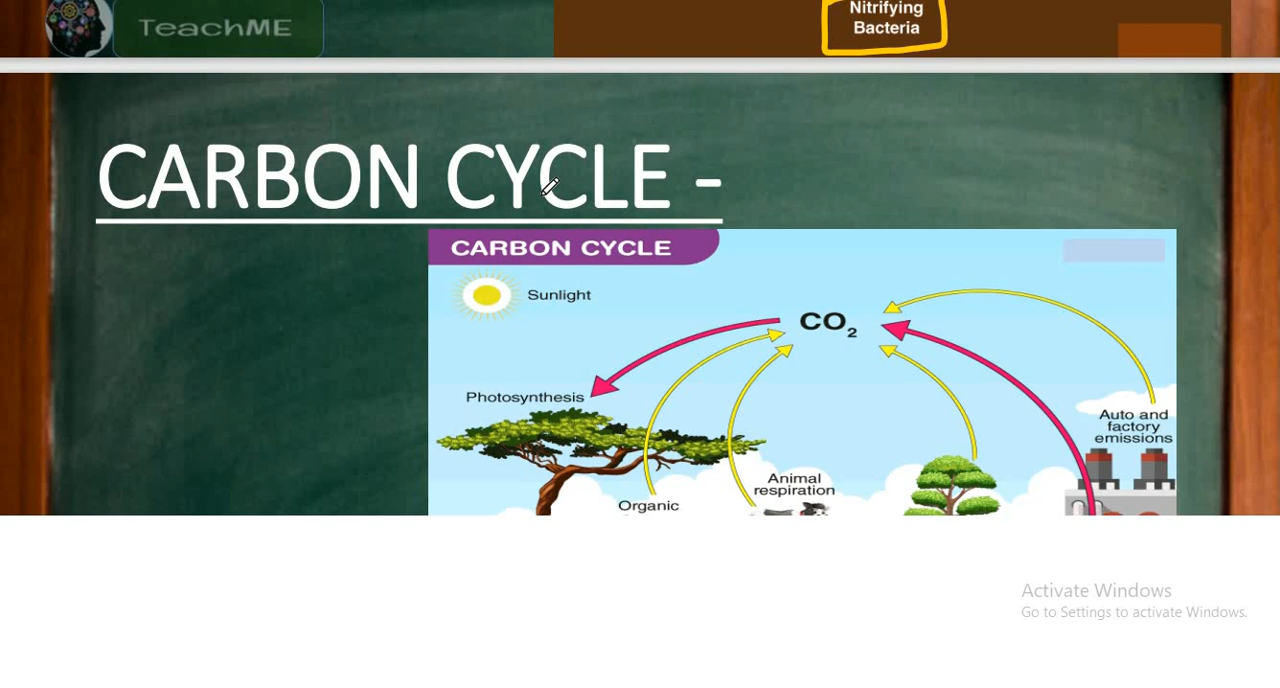 TeachME
Nitrifying
Bacteria
CARBON CYCLE -
CARBON CYCLE
Sunlight
CO₂
Photosynthesis
Auto and
factory
emissions
Animal
respiration
Organic
Activate Windows
Go to Settings to activate Windows.